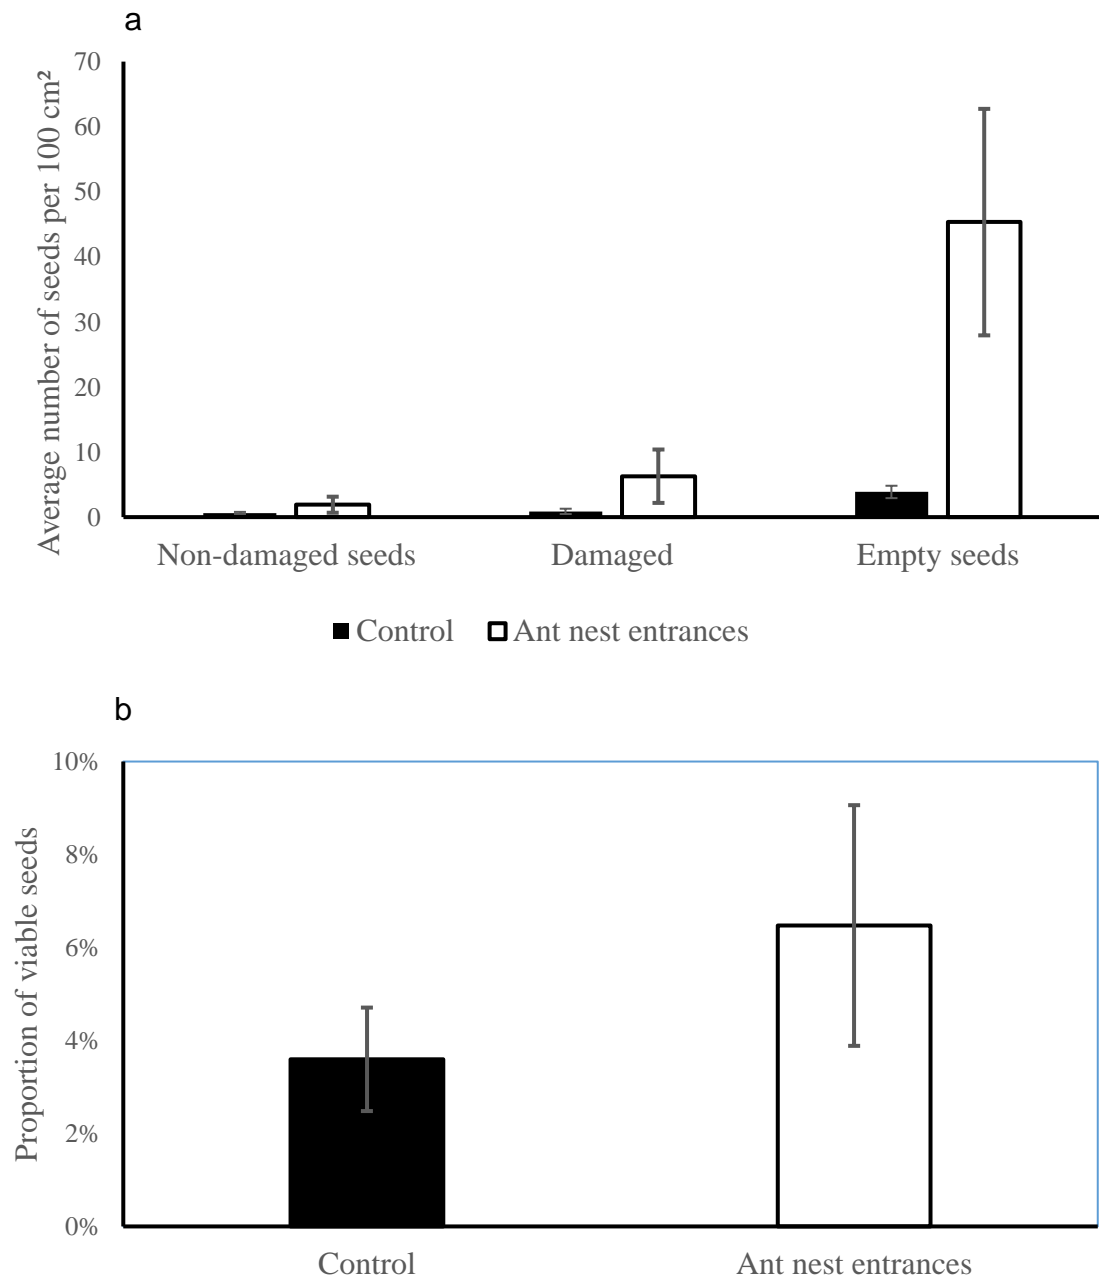 a
Average number of seeds per 100 cm²
70
60
50
40
30
20
10
0
Non-damaged seeds Damaged Empty seeds
Control Ant nest entrances
b
Proportion of viable seeds
10%
8%
6%
4%
2%
0%
Control Ant nest entrances